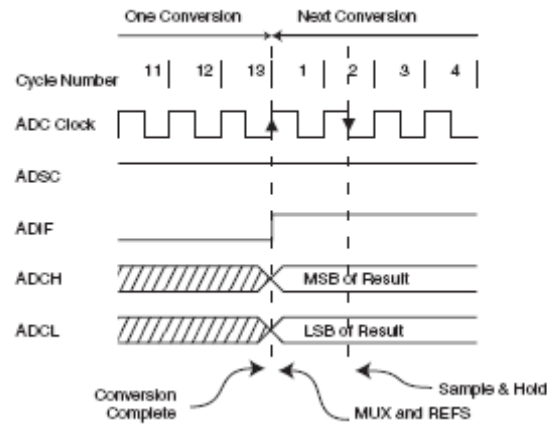 One Conversion Next Conversion
Cycle Number 11 12 13 1 2 3 4
ADC Clock
ADSC
ADIF
ADCH MSB of Result
ADCL LSB of Result
Conversion Complete
MUX and REFS
Sample & Hold